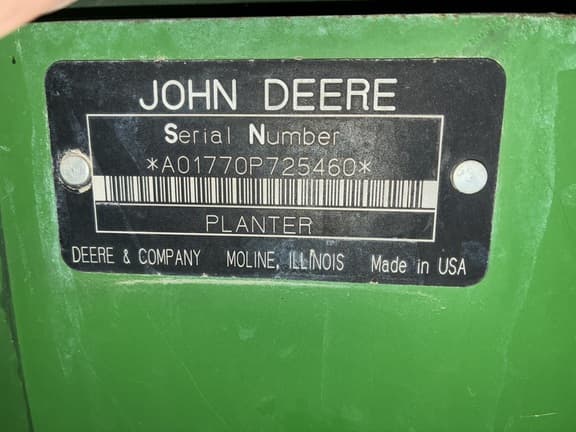 JOHN DEERE
Serial Number
*A01770P725460*
PLANTER
DEERE & COMPANY MOLINE, ILLINOIS Made in USA